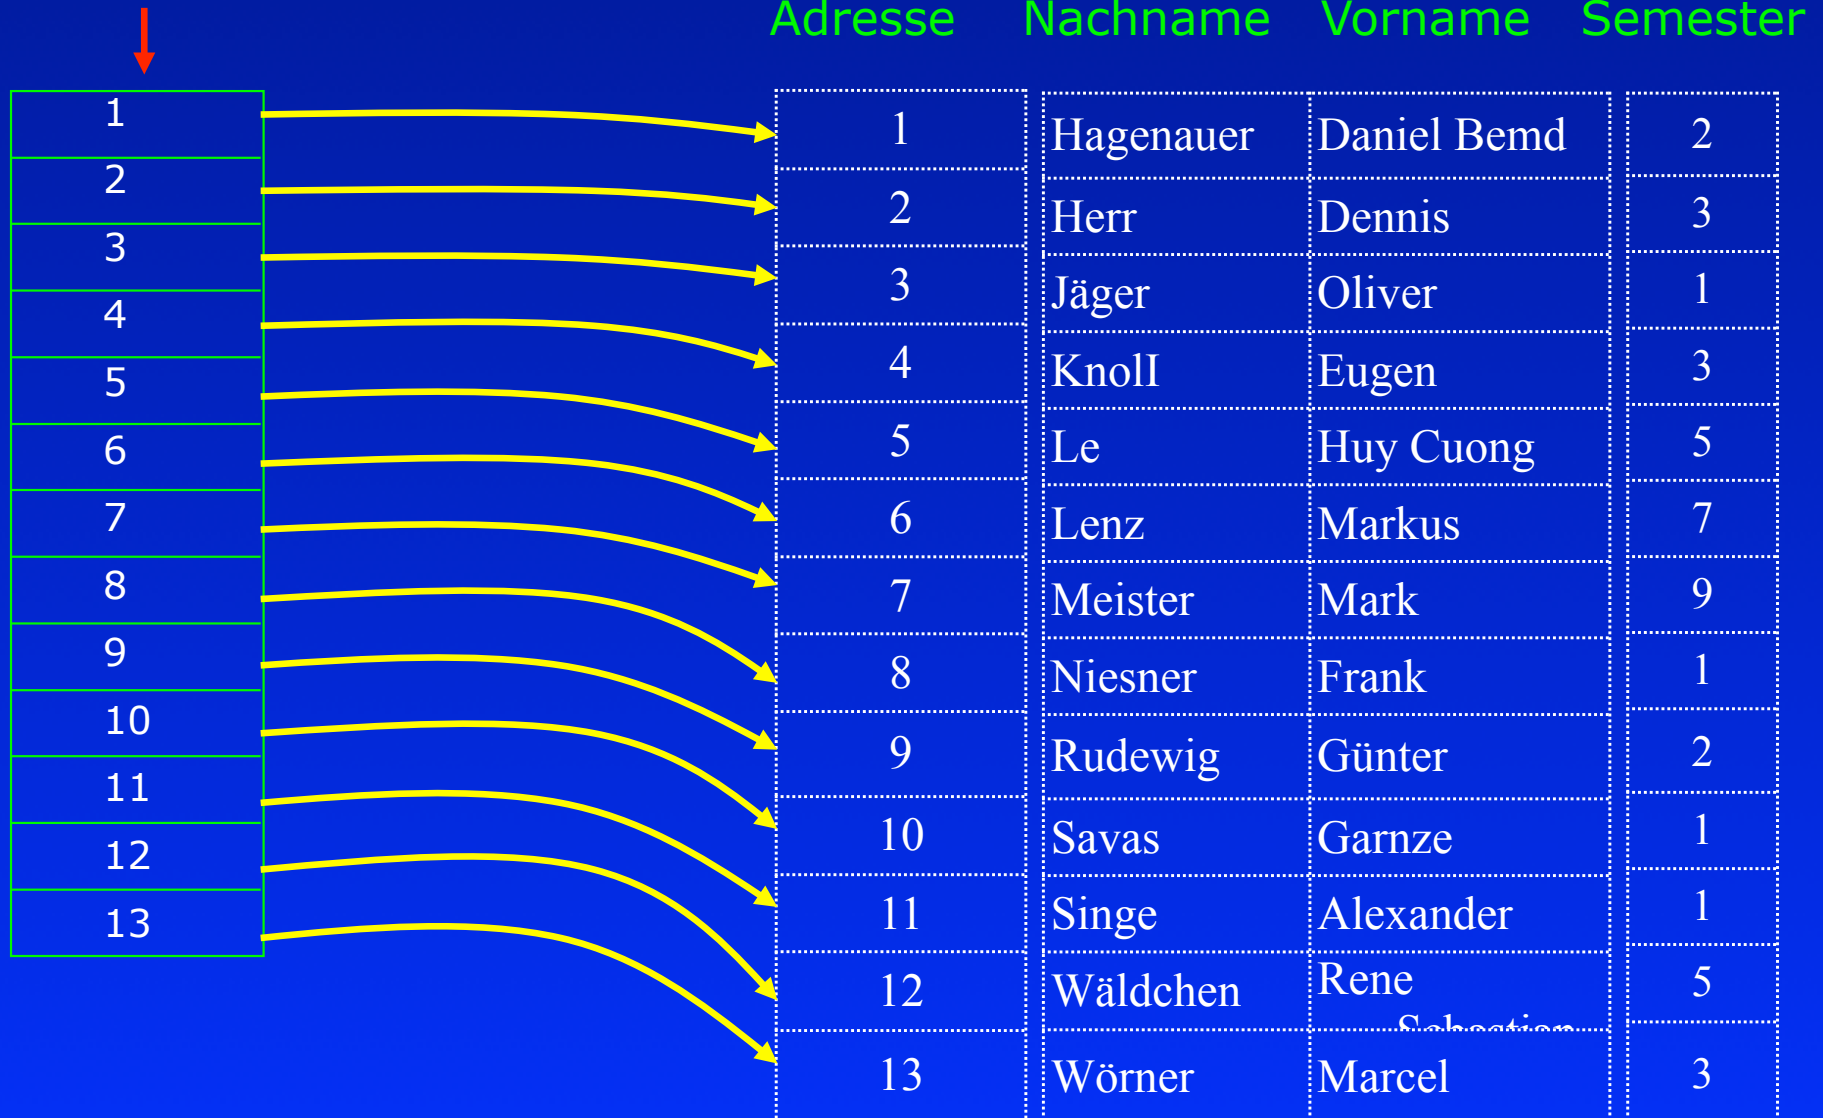 Adresse Nachname Vorname Semester
1 1 Hagenauer Daniel Bemd 2
2 2 Herr Dennis 3
3 3 Jäger Oliver 1
4 4 KnolI Eugen 3
5 5 Le Huy Cuong 5
6 6 Lenz Markus 7
7 7 Meister Mark 9
8 8 Niesner Frank 1
9 9 Rudewig Günter 2
10 10 Savas Garnze 1
11 11 Singe Alexander 1
12 12 Wäldchen Rene 5
Sebastian
13 13 Wörner Marcel 3